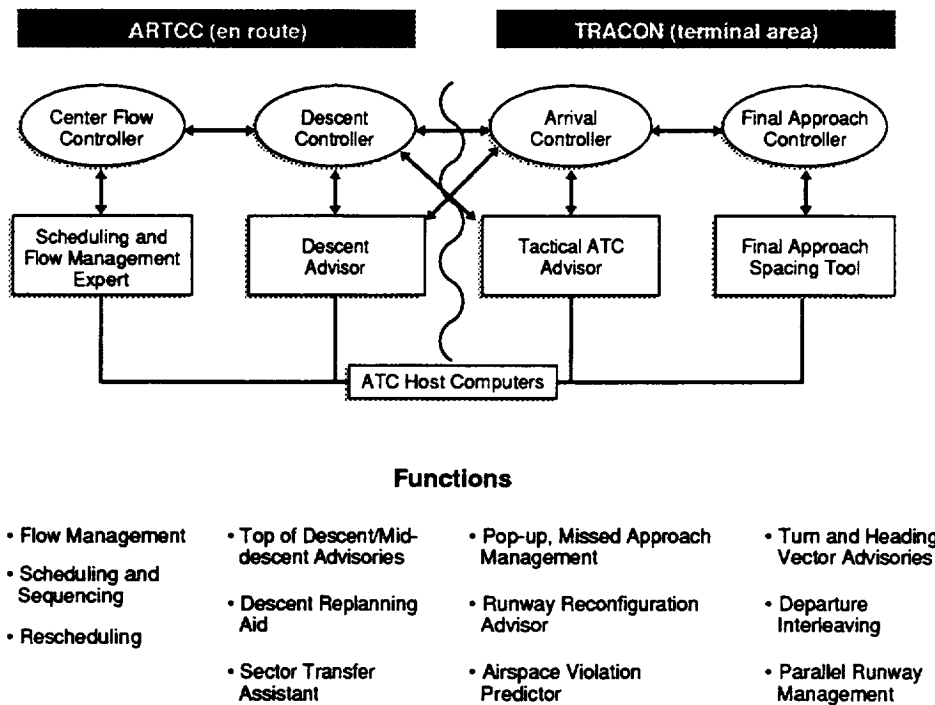 ARTCC (en route)
TRACON (terminal area)
Center Flow
Controller
Descent
Controller
Arrival
Controller
Final Approach
Controller
Scheduling and
Flow Management
Expert
Descent
Advisor
Tactical ATC
Advisor
Final Approach
Spacing Tool
ATC Host Computers
Functions
• Flow Management
• Scheduling and
Sequencing
• Rescheduling
• Top of Descent/Mid-
descent Advisories
• Descent Replanning
Aid
• Sector Transfer
Assistant
• Pop-up, Missed Approach
Management
• Runway Reconfiguration
Advisor
• Airspace Violation
Predictor
• Turn and Heading
Vector Advisories
• Departure
Interleaving
• Parallel Runway
Management